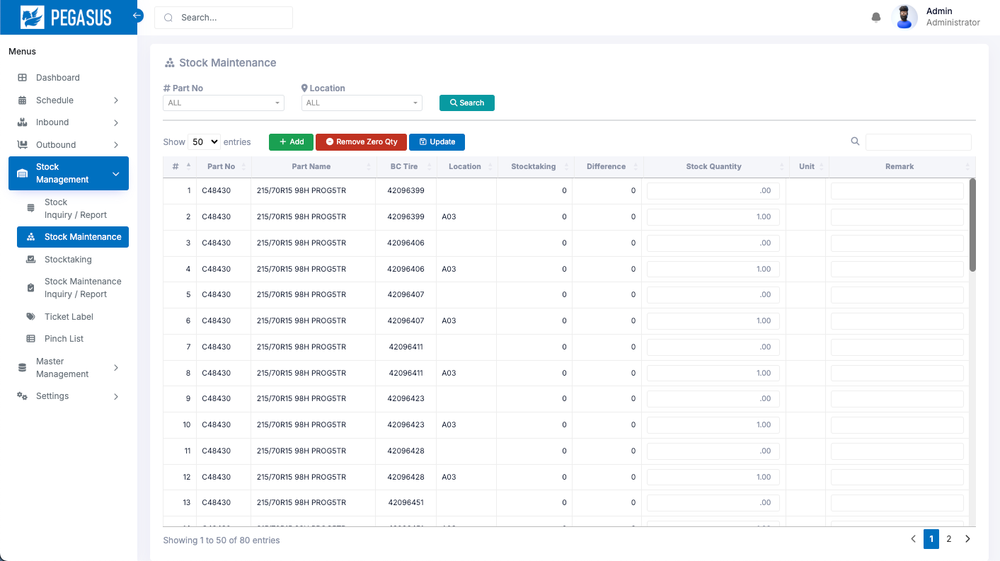 PEGASUS
Search...
Admin
Administrator
Menus
Dashboard
Schedule
Inbound
Outbound
Stock
Management
Stock
Inquiry / Report
Stock Maintenance
Stocktaking
Stock Maintenance
Inquiry / Report
Ticket Label
Pinch List
Master
Management
Settings
Stock Maintenance
# Part No
Location
ALL
ALL
Search
Show 50 entries
Add
Remove Zero Qty
Update
# Part No Part Name BC Tire Location Stocktaking Difference Stock Quantity Unit Remark
1 C48430 215/70R15 98H PROG5TR 42096399 0 0 .00
2 C48430 215/70R15 98H PROG5TR 42096399 A03 0 0 1.00
3 C48430 215/70R15 98H PROG5TR 42096406 0 0 .00
4 C48430 215/70R15 98H PROG5TR 42096406 A03 0 0 1.00
5 C48430 215/70R15 98H PROG5TR 42096407 0 0 .00
6 C48430 215/70R15 98H PROG5TR 42096407 A03 0 0 1.00
7 C48430 215/70R15 98H PROG5TR 42096411 0 0 .00
8 C48430 215/70R15 98H PROG5TR 42096411 A03 0 0 1.00
9 C48430 215/70R15 98H PROG5TR 42096423 0 0 .00
10 C48430 215/70R15 98H PROG5TR 42096423 A03 0 0 1.00
11 C48430 215/70R15 98H PROG5TR 42096428 0 0 .00
12 C48430 215/70R15 98H PROG5TR 42096428 A03 0 0 1.00
13 C48430 215/70R15 98H PROG5TR 42096451 0 0 .00
Showing 1 to 50 of 80 entries
1 2